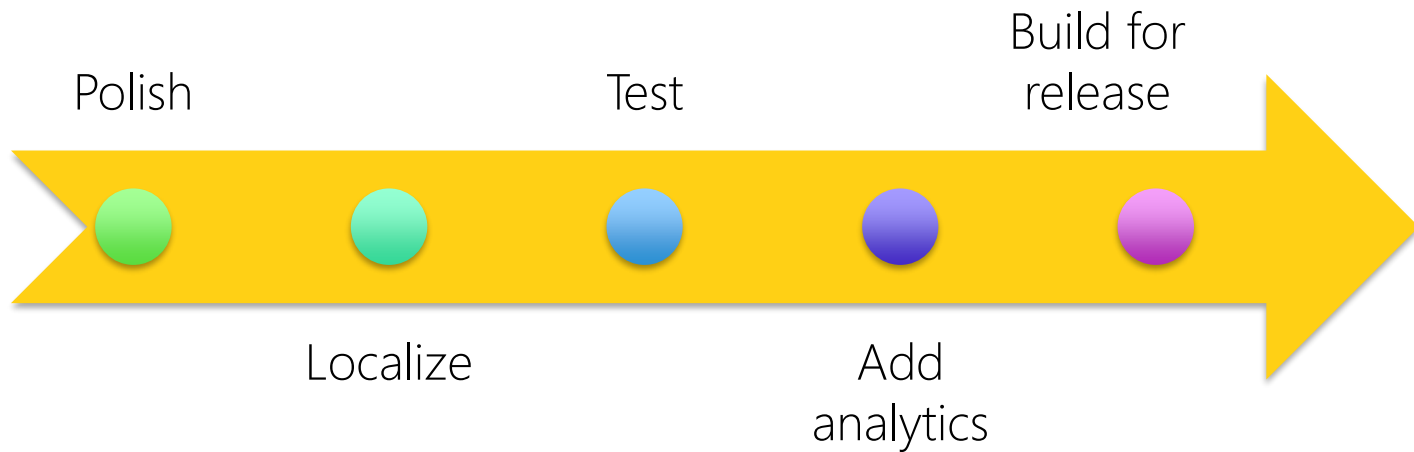 Polish
Localize
Test
Add
analytics
Build for
release